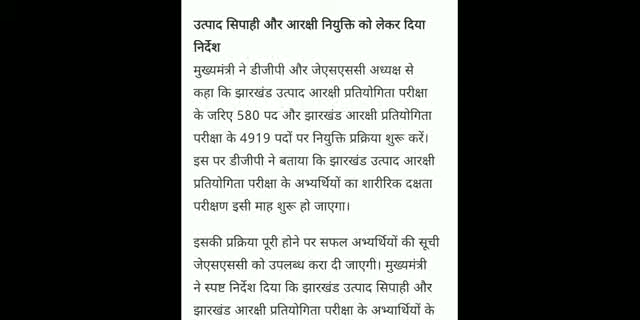 उत्पाद सिपाही और आरक्षी नियुक्ति को लेकर दिया
निर्देश
मुख्यमंत्री ने डीजीपी और जेएसएससी अध्यक्ष से
कहा कि झारखंड उत्पाद आरक्षी प्रतियोगिता परीक्षा
के जरिए 580 पद और झारखंड आरक्षी प्रतियोगिता
परीक्षा के 4919 पदों पर नियुक्ति प्रक्रिया शुरू करें।
इस पर डीजीपी ने बताया कि झारखंड उत्पाद आरक्षी
प्रतियोगिता परीक्षा के अभ्यर्थियों का शारीरिक दक्षता
परीक्षण इसी माह शुरू हो जाएगा।
इसकी प्रक्रिया पूरी होने पर सफल अभ्यर्थियों की सूची
जेएसएससी को उपलब्ध करा दी जाएगी। मुख्यमंत्री
ने स्पष्ट निर्देश दिया कि झारखंड उत्पाद सिपाही और
झारखंड आरक्षी प्रतियोगिता परीक्षा के अभ्यार्थियों के